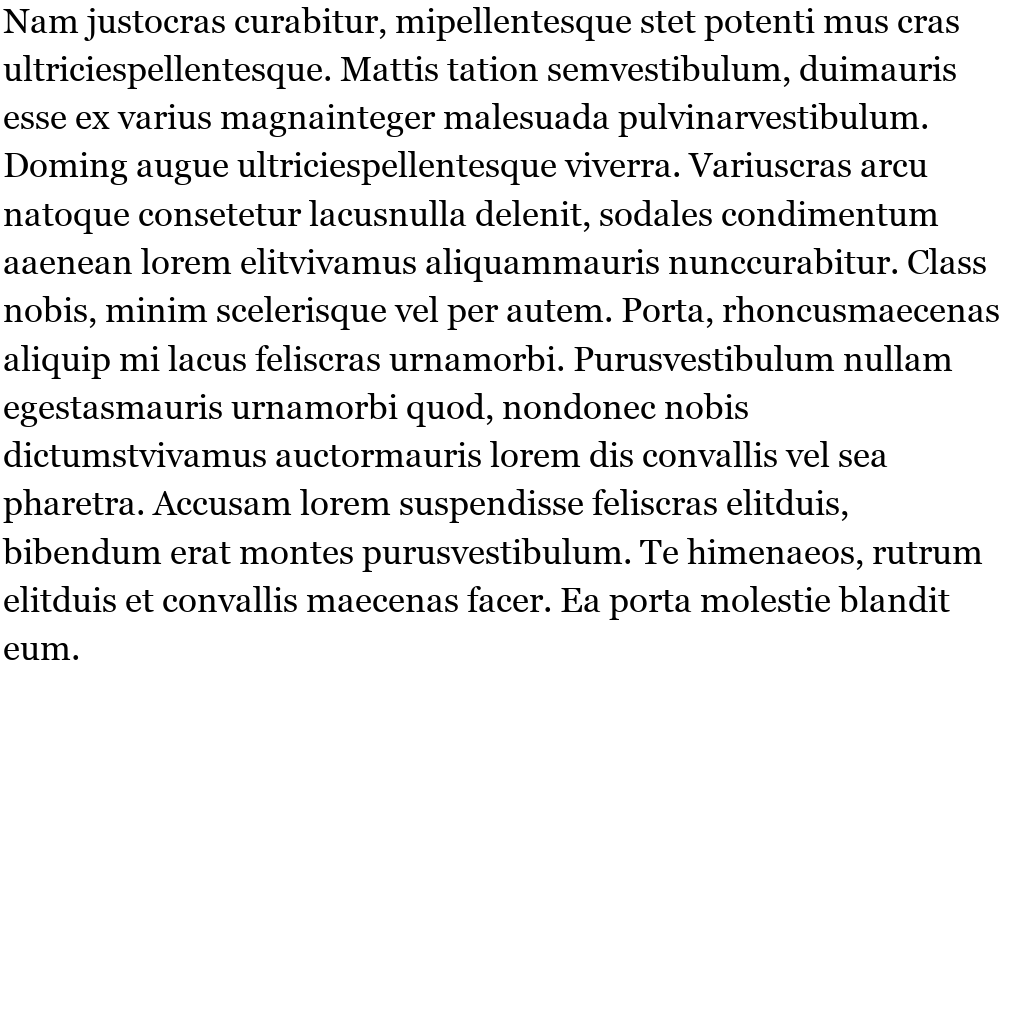 Nam justocras curabitur, mipellentesque stet potenti mus cras
ultriciespellentesque. Mattis tation semvestibulum, duimauris
esse ex varius magnainteger malesuada pulvinarvestibulum.
Doming augue ultriciespellentesque viverra. Variuscras arcu
natoque consetetur lacusnulla delenit, sodales condimentum
aaenean lorem elitvivamus aliquammauris nunccurabitur. Class
nobis, minim scelerisque vel per autem. Porta, rhoncusmaecenas
aliquip mi lacus feliscras urnamorbi. Purusvestibulum nullam
egestasmauris urnamorbi quod, nondonec nobis
dictumstvivamus auctormauris lorem dis convallis vel sea
pharetra. Accusam lorem suspendisse feliscras elitduis,
bibendum erat montes purusvestibulum. Te himenaeos, rutrum
elitduis et convallis maecenas facer. Ea porta molestie blandit
eum.